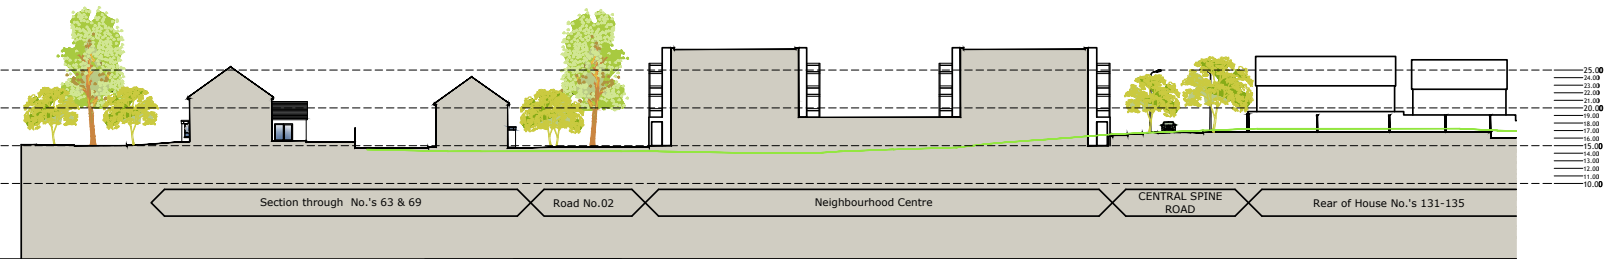 25.00
24.00
23.00
22.00
21.00
20.00
19.00
18.00
17.00
16.00
15.00
14.00
13.00
12.00
11.00
10.00
Section through No.'s 63 & 69
Road No.02
Neighbourhood Centre
CENTRAL SPINE
ROAD
Rear of House No.'s 131-135